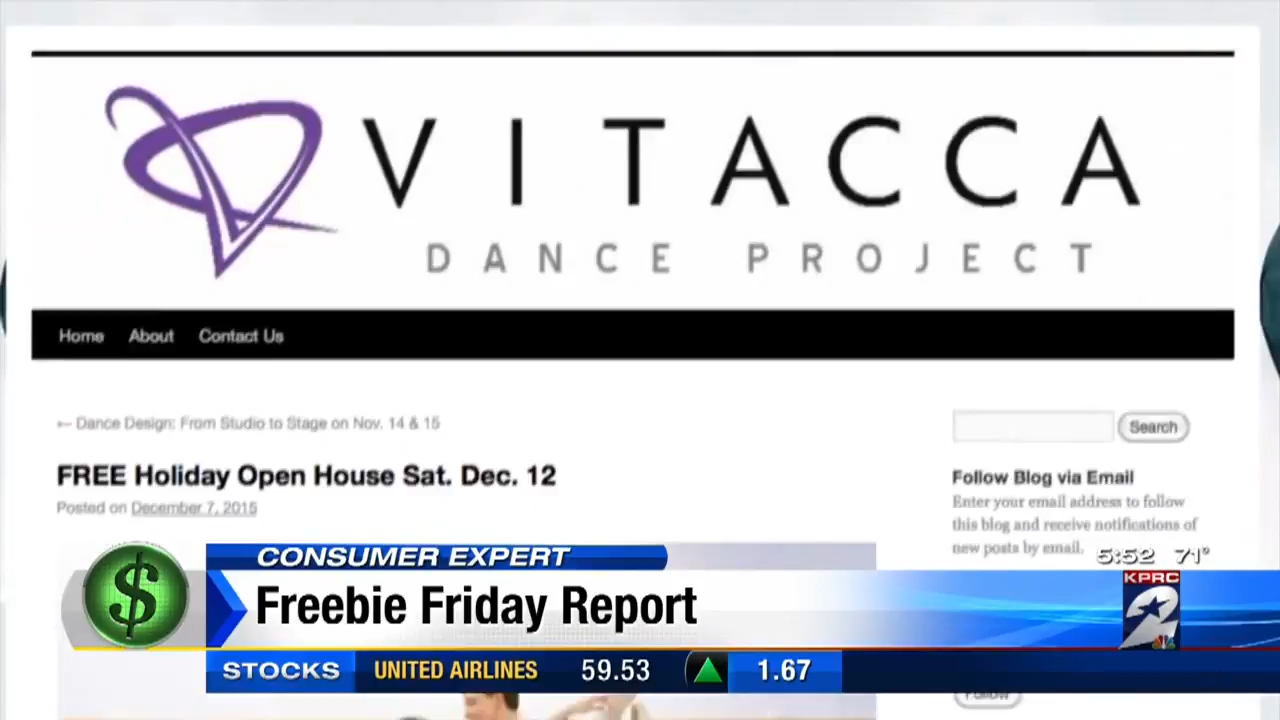 VITACCA
DANCE PROJECT
Home About Contact Us
← Dance Design: From Studio to Stage on Nov. 14 & 15
Search
FREE Holiday Open House Sat. Dec. 12
Posted on December 7, 2015
Follow Blog via Email
Enter your email address to follow
this blog and receive notifications of
new posts by email.
5:52 71°
CONSUMER EXPERT
Freebie Friday Report
KPRC
2
$
STOCKS UNITED AIRLINES 59.53 1.67
Follow